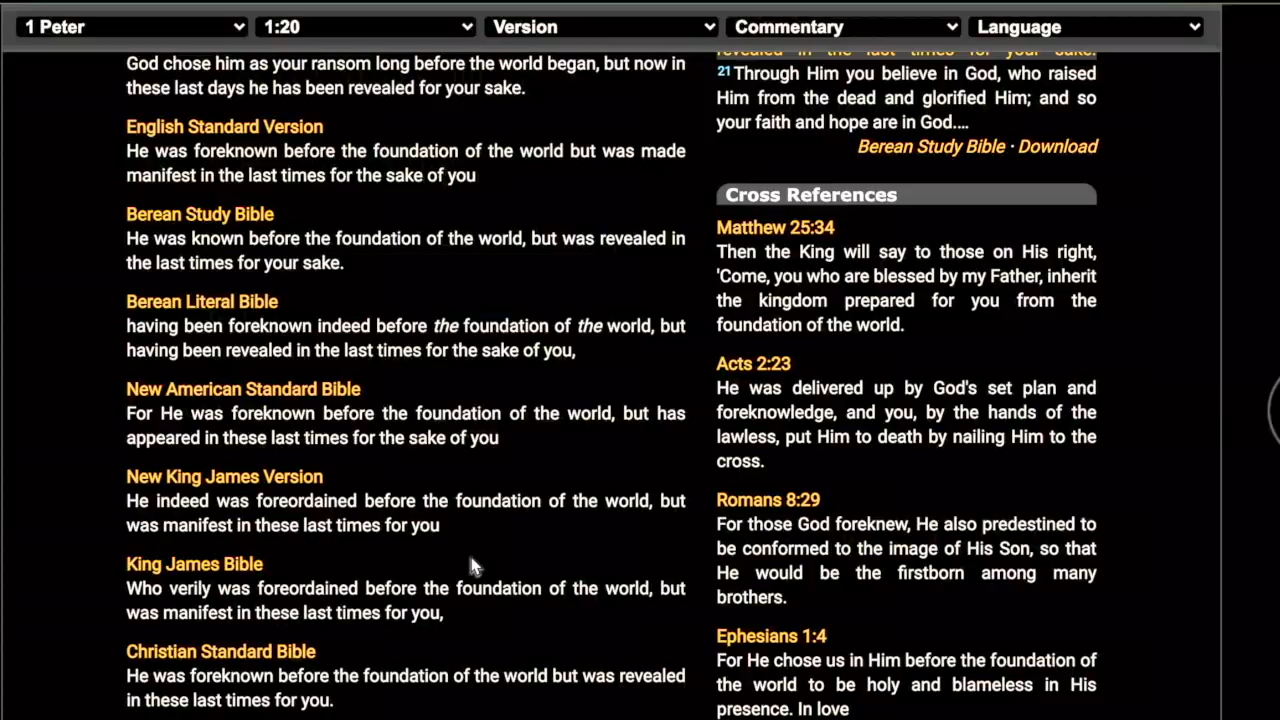 1 Peter
1:20
Version
Commentary
Language
God chose him as your ransom long before the world began, but now in
these last days he has been revealed for your sake.
English Standard Version
He was foreknown before the foundation of the world but was made
manifest in the last times for the sake of you
Berean Study Bible
He was known before the foundation of the world, but was revealed in
the last times for your sake.
Berean Literal Bible
having been foreknown indeed before the foundation of the world, but
having been revealed in the last times for the sake of you,
New American Standard Bible
For He was foreknown before the foundation of the world, but has
appeared in these last times for the sake of you
New King James Version
He indeed was foreordained before the foundation of the world, but
was manifest in these last times for you
King James Bible
Who verily was foreordained before the foundation of the world, but
was manifest in these last times for you,
Christian Standard Bible
He was foreknown before the foundation of the world but was revealed
in these last times for you.
revealed in the last times for your sake.
21 Through Him you believe in God, who raised
Him from the dead and glorified Him; and so
your faith and hope are in God....
Berean Study Bible · Download
Cross References
Matthew 25:34
Then the King will say to those on His right,
'Come, you who are blessed by my Father, inherit
the kingdom prepared for you from the
foundation of the world.
Acts 2:23
He was delivered up by God's set plan and
foreknowledge, and you, by the hands of the
lawless, put Him to death by nailing Him to the
cross.
Romans 8:29
For those God foreknew, He also predestined to
be conformed to the image of His Son, so that
He would be the firstborn among many
brothers.
Ephesians 1:4
For He chose us in Him before the foundation of
the world to be holy and blameless in His
presence. In love